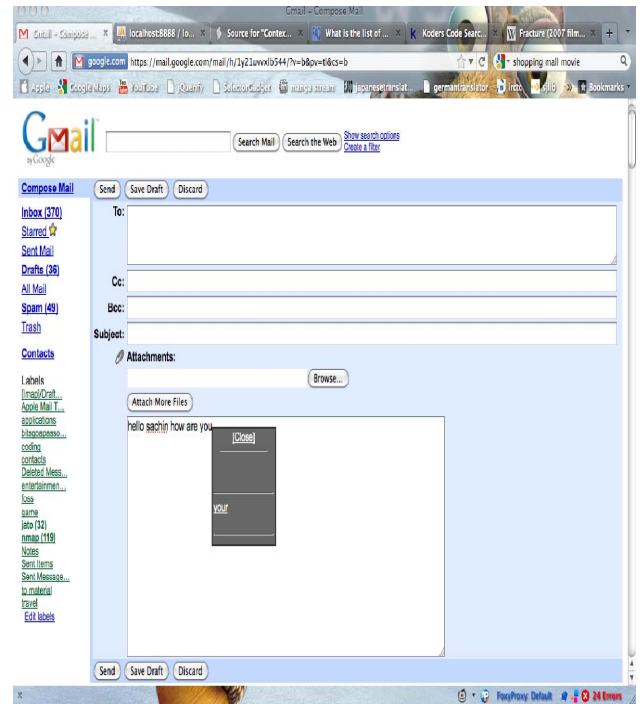 Gmail - Compose Mail
Gmail - Compose... localhost:8888 / lo... Source for "Contex... What is the list of ... Koders Code Searc... Fracture (2007 film...
google.com https://mail.google.com/mail/h/1y21uvvxlb544/?v=b&pv=tl&cs=b shopping mall movie
Apple Google Maps YouTube Openify SelectorGadget manga stream japanesetranslat... germantranslator irctc Bookmarks
Gmail
by Google
Search Mail Search the Web Show search options
Create a filter
Compose Mail Send Save Draft Discard
Inbox (370) To:
Starred
Sent Mail
Drafts (36)
All Mail Cc:
Spam (49) Bcc:
Trash Subject:
Contacts Attachments:
Labels Browse...
[Imap]/Draft...
Apple Mail T... Attach More Files
applications
hello sachin how are you
[Close]
your
coding
contacts
Deleted Mess...
entertainmen...
foss
game
jato (32)
nmap (119)
Notes
Sent Items
Sent Message...
tp material
travel
Edit labels
Send Save Draft Discard
FoxyProxy: Default 24 Errors